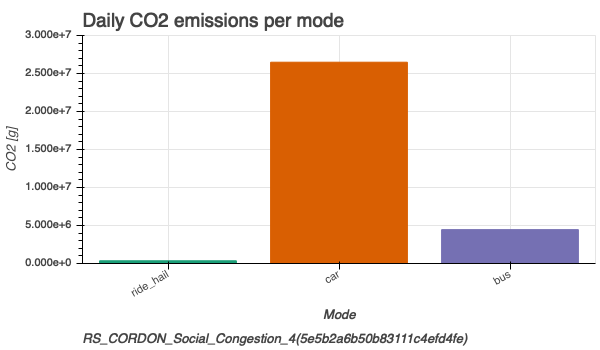 Daily CO2 emissions per mode
3.000e+7
2.500e+7
2.000e+7
1.500e+7
1.000e+7
5.000e+6
0.000e+0
CO2 [g]
ride_hail
car
bus
Mode
RS_CORDON_Social_Congestion_4(5e5b2a6b50b83111c4efd4fe)